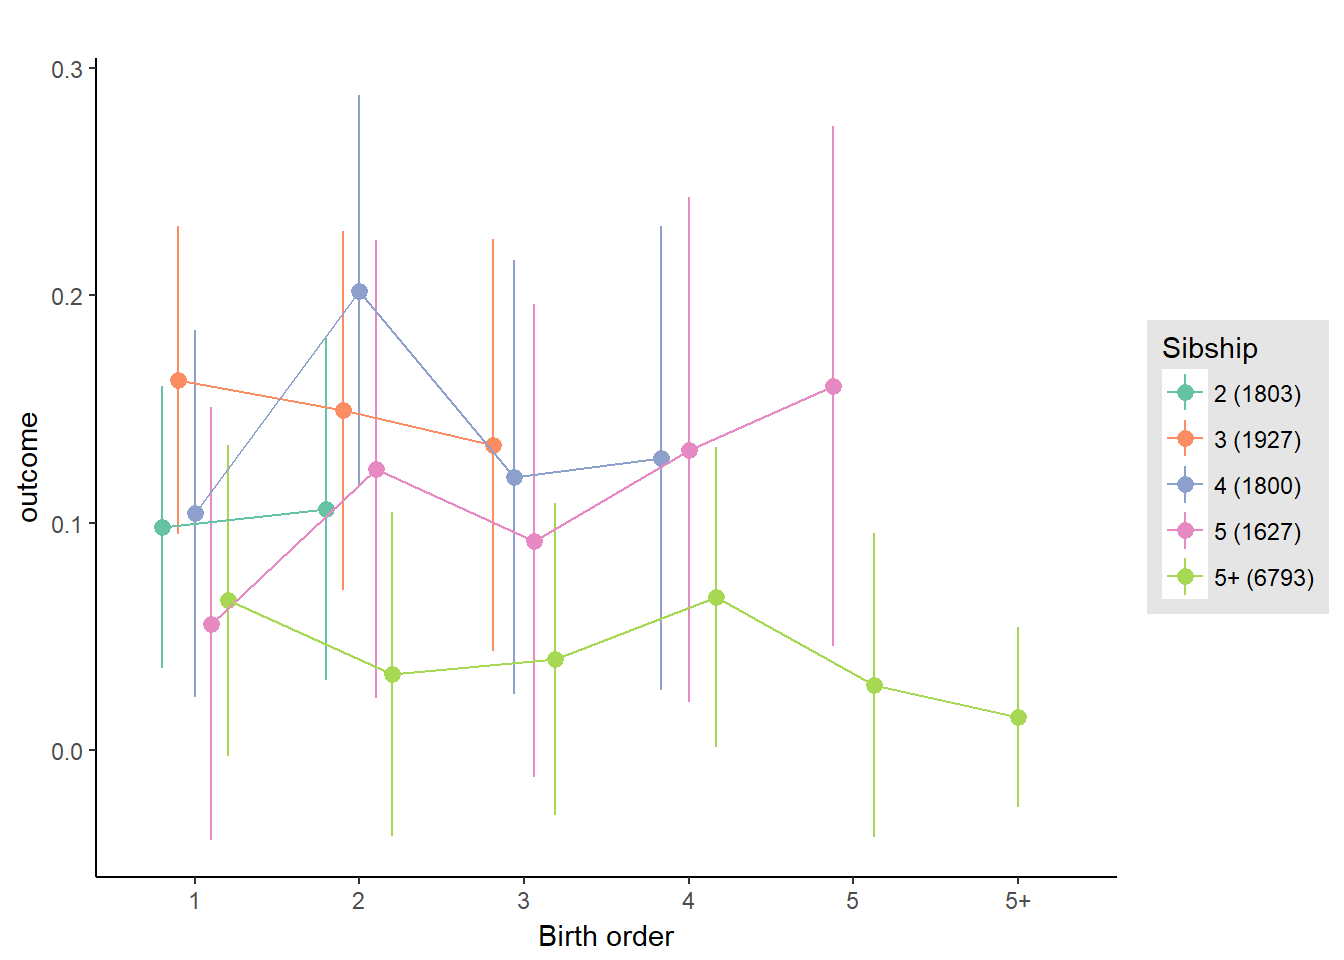 0.3
0.2
0.1
0.0
outcome
1 2 3 4 5 5+
Birth order
Sibship
2 (1803)
3 (1927)
4 (1800)
5 (1627)
5+ (6793)